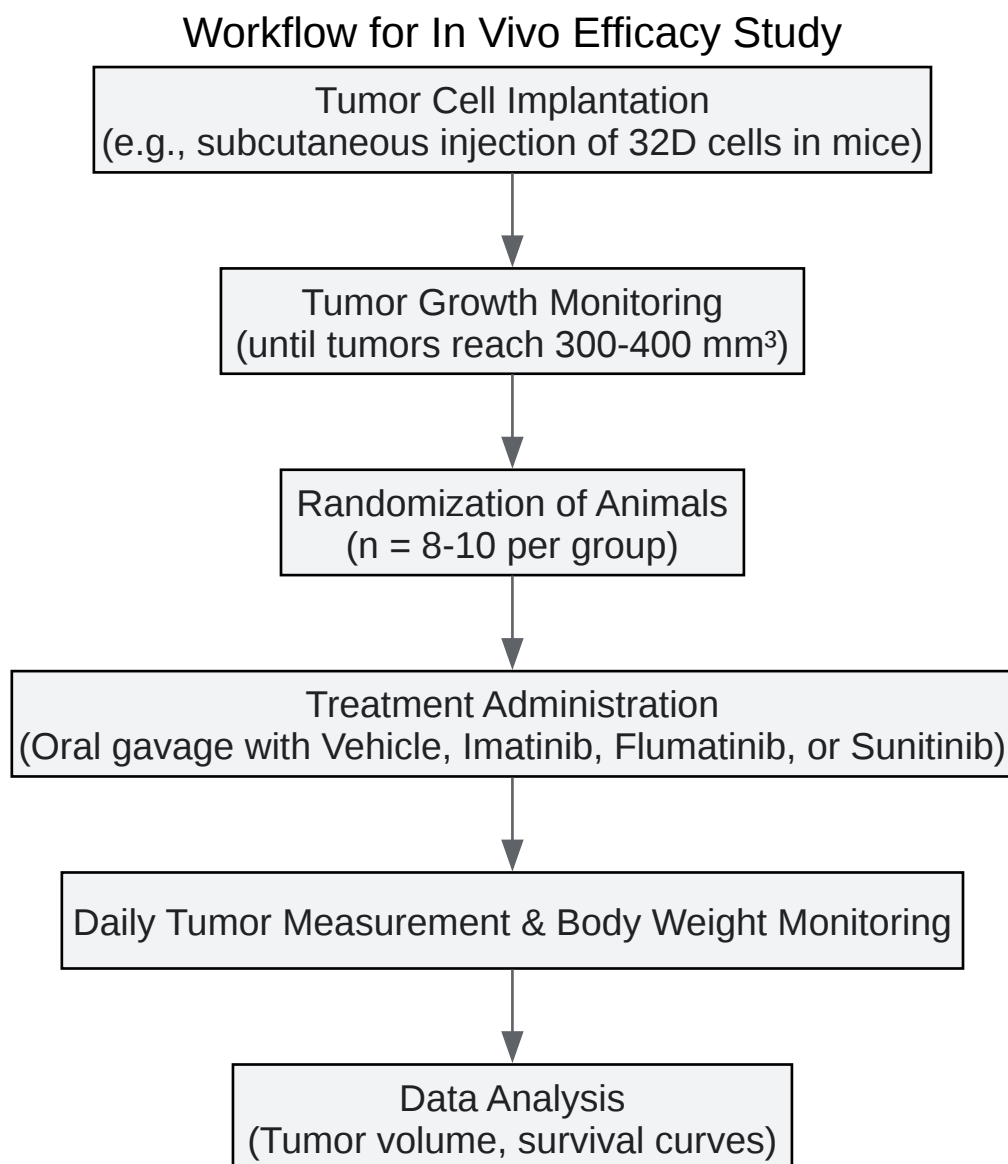 Workflow for In Vivo Efficacy Study
Tumor Cell Implantation
(e.g., subcutaneous injection of 32D cells in mice)
Tumor Growth Monitoring
(until tumors reach 300-400 mm³)
Randomization of Animals
(n = 8-10 per group)
Treatment Administration
(Oral gavage with Vehicle, Imatinib, Flumatinib, or Sunitinib)
Daily Tumor Measurement & Body Weight Monitoring
Data Analysis
(Tumor volume, survival curves)